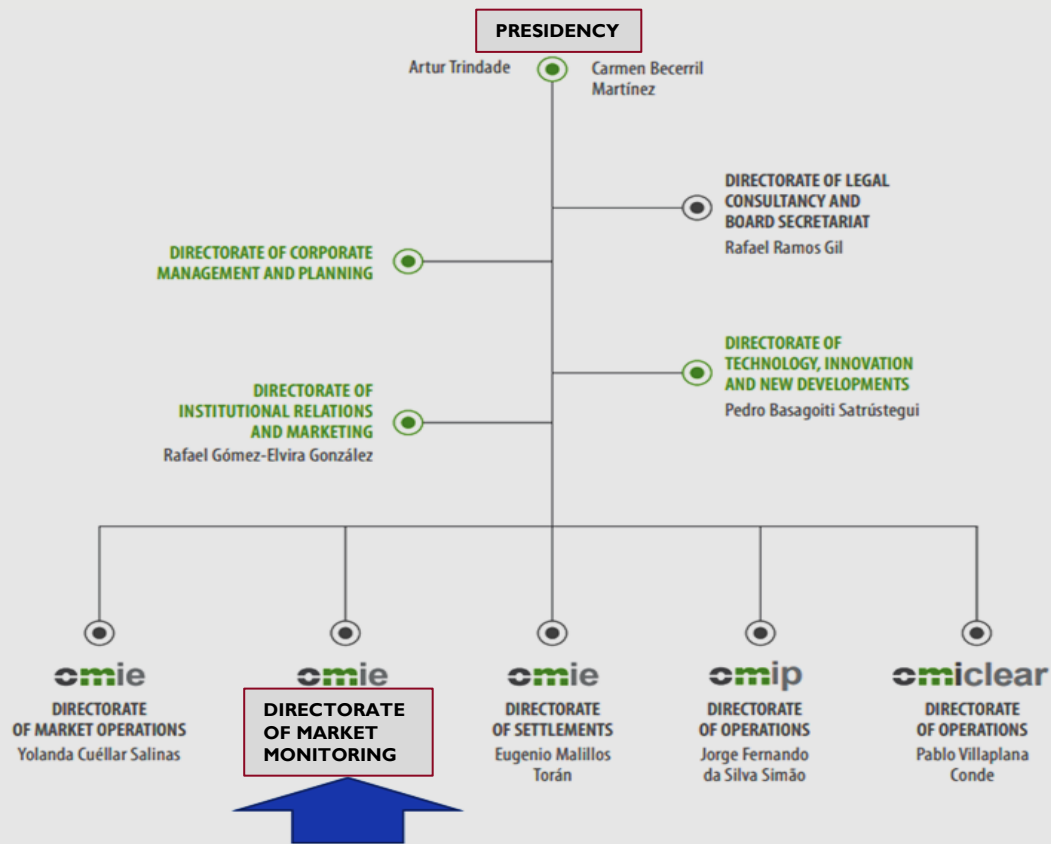 PRESIDENCY
Artur Trindade
Carmen Becerril
Martínez
DIRECTORATE OF LEGAL
CONSULTANCY AND
BOARD SECRETARIAT
Rafael Ramos Gil
DIRECTORATE OF CORPORATE
MANAGEMENT AND PLANNING
DIRECTORATE OF
TECHNOLOGY, INNOVATION
AND NEW DEVELOPMENTS
Pedro Basagoiti Satrústegui
DIRECTORATE OF
INSTITUTIONAL RELATIONS
AND MARKETING
Rafael Gómez-Elvira González
omie
DIRECTORATE
OF MARKET OPERATIONS
Yolanda Cuéllar Salinas
omie
DIRECTORATE
OF MARKET
MONITORING
omie
DIRECTORATE
OF SETTLEMENTS
Eugenio Malillos
Torán
omip
DIRECTORATE
OF OPERATIONS
Jorge Fernando
da Silva Simão
omiclear
DIRECTORATE
OF OPERATIONS
Pablo Villaplana
Conde